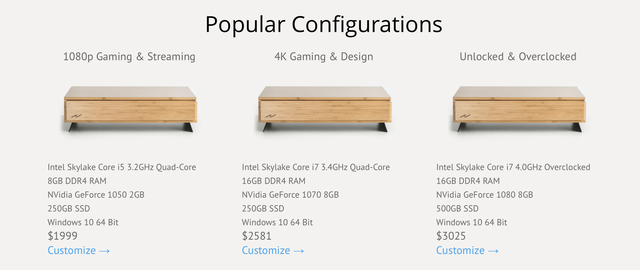 Popular Configurations
1080p Gaming & Streaming
Intel Skylake Core i5 3.2GHz Quad-Core
8GB DDR4 RAM
NVidia GeForce 1050 2GB
250GB SSD
Windows 10 64 Bit
$1999
Customize →
4K Gaming & Design
Intel Skylake Core i7 3.4GHz Quad-Core
16GB DDR4 RAM
NVidia GeForce 1070 8GB
250GB SSD
Windows 10 64 Bit
$2581
Customize →
Unlocked & Overclocked
Intel Skylake Core i7 4.0GHz Overclocked
16GB DDR4 RAM
NVidia GeForce 1080 8GB
500GB SSD
Windows 10 64 Bit
$3025
Customize →